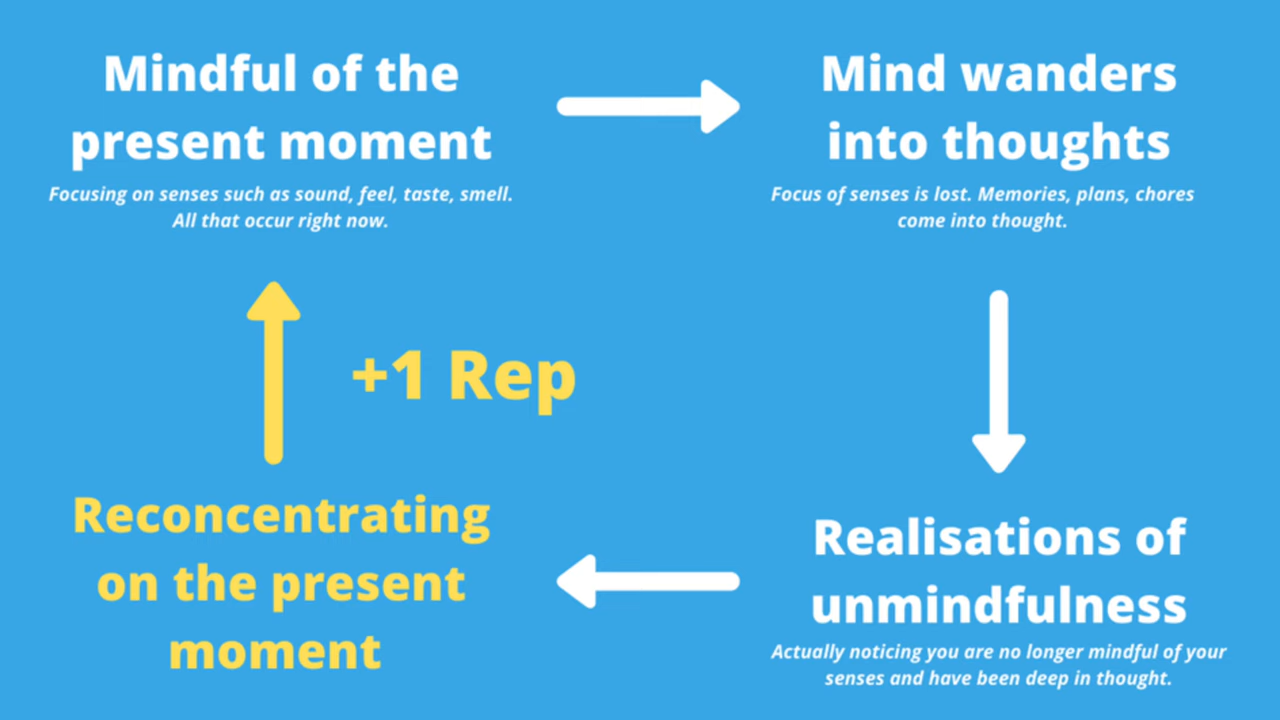 Mindful of the
present moment
Focusing on senses such as sound, feel, taste, smell.
All that occur right now.
Mind wanders
into thoughts
Focus of senses is lost. Memories, plans, chores
come into thought.
Realisations of
unmindfulness
Actually noticing you are no longer mindful of your
senses and have been deep in thought.
Reconcentrating
on the present
moment
+1 Rep